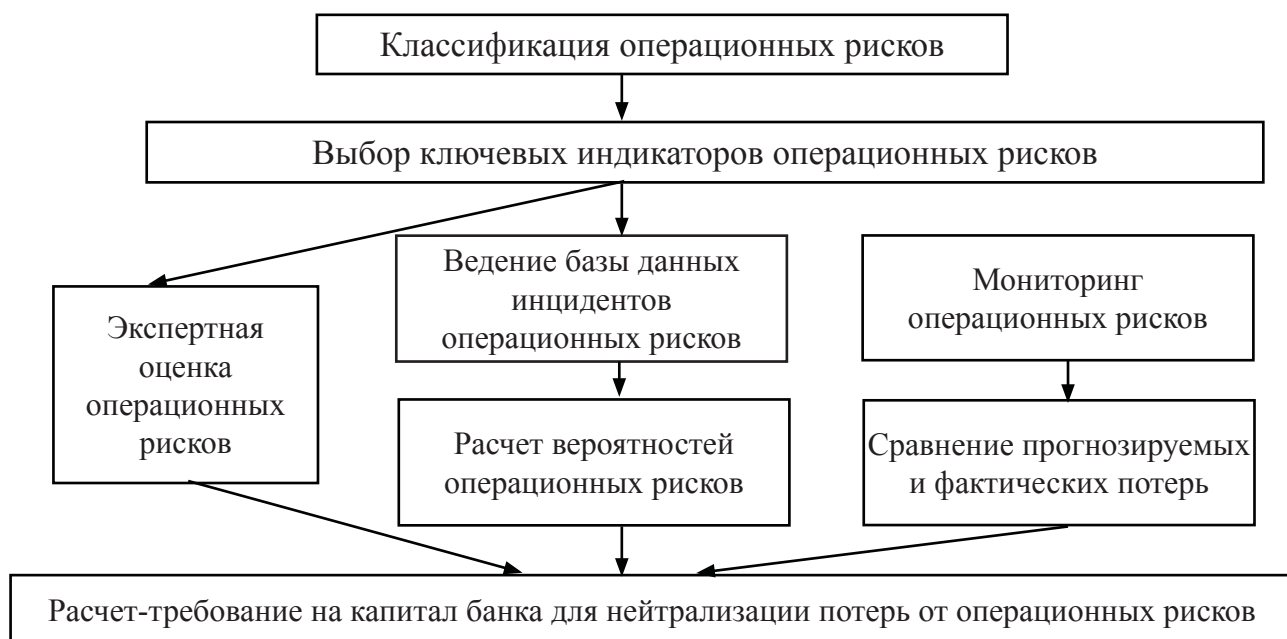 Классификация операционных рисков
Выбор ключевых индикаторов операционных рисков
Экспертная
оценка
операционных
рисков
Ведение базы данных
инцидентов
операционных рисков
Мониторинг
операционных рисков
Расчет вероятностей
операционных рисков
Сравнение прогнозируемых
и фактических потерь
Расчет-требование на капитал банка для нейтрализации потерь от операционных рисков